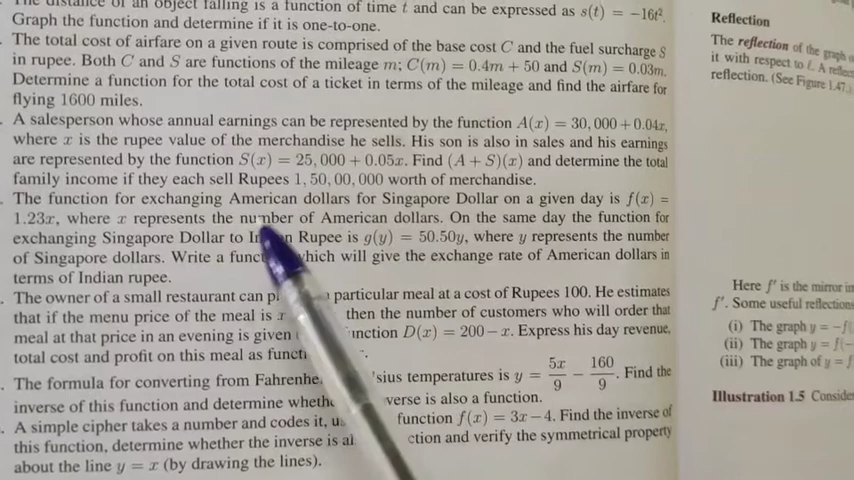 The distance of an object falling is a function of time t and can be expressed as s(t) = −16t².
Graph the function and determine if it is one-to-one.
. The total cost of airfare on a given route is comprised of the base cost C and the fuel surcharge S
in rupee. Both C and S are functions of the mileage m; C(m) = 0.4m + 50 and S(m) = 0.03m.
Determine a function for the total cost of a ticket in terms of the mileage and find the airfare for
flying 1600 miles.
. A salesperson whose annual earnings can be represented by the function A(x) = 30, 000 + 0.04x,
where x is the rupee value of the merchandise he sells. His son is also in sales and his earnings
are represented by the function S(x) = 25, 000 + 0.05x. Find (A + S)(x) and determine the total
family income if they each sell Rupees 1, 50, 00, 000 worth of merchandise.
. The function for exchanging American dollars for Singapore Dollar on a given day is f(x) =
1.23x, where x represents the number of American dollars. On the same day the function for
exchanging Singapore Dollar to Rupee is g(y) = 50.50y, where y represents the number
of Singapore dollars. Write a which will give the exchange rate of American dollars in
terms of Indian rupee.
. The owner of a small restaurant can particular meal at a cost of Rupees 100. He estimates
that if the menu price of the meal is x then the number of customers who will order that
meal at that price in an evening is given D(x) = 200 − x. Express his day revenue,
total cost and profit on this meal as
. The formula for converting from temperatures is y = 5x/9 − 160/9. Find the
inverse of this function and determine inverse is also a function.
. A simple cipher takes a number and codes it, function f(x) = 3x − 4. Find the inverse of
this function, determine whether the inverse is and verify the symmetrical property
about the line y = x (by drawing the lines).
Reflection
The reflection of the graph
it with respect to ℓ. A
reflection. (See Figure 1.47.)
Here f′ is the mirror
f′. Some useful reflections
(i) The graph y = −f(
(ii) The graph y = f(−
(iii) The graph of y =
Illustration 1.5 Consider